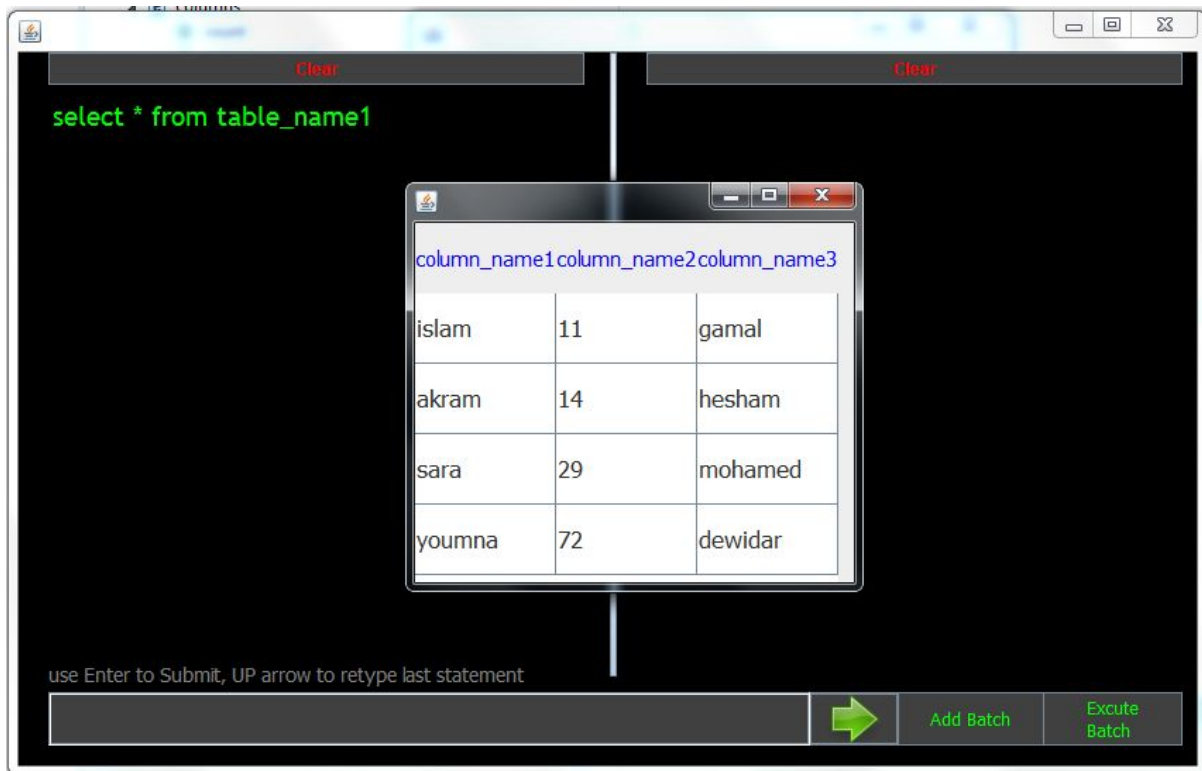 columns
Clear
Clear
select * from table_name1
column_name1 column_name2 column_name3
islam 11 gamal
akram 14 hesham
sara 29 mohamed
youmna 72 dewidar
use Enter to Submit, UP arrow to retype last statement
Add Batch
Excute
Batch